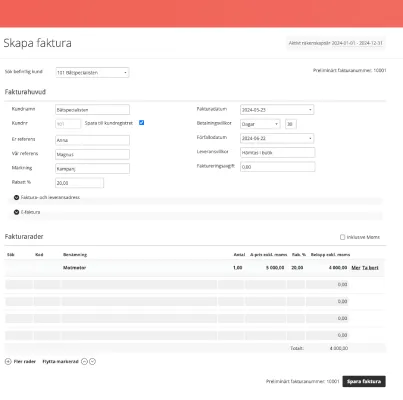 Skapa faktura
Aktivt räkenskapsår 2024-01-01 - 2024-12-31
Sök befintlig kund 101 Båtspecialisten
Preliminärt fakturanummer: 10001
Fakturahuvud
Kundnamn Båtspecialisten
Fakturadatum 2024-05-23
Kundnr 101 Spara till kundregistret
Betalningsvillkor Dagar 30
Er referens Anna
Förfallodatum 2024-06-22
Vår referens Magnus
Leveransvillkor Hämtas i butik
Märkning Kampanj
Faktureringsavgift 0,00
Rabatt % 20,00
Faktura- och leveransadress
E-faktura
Fakturarader
Inklusive Moms
Sök Kod Benämning Antal Á-pris exkl. moms Rab. % Belopp exkl. moms
Motmotor 1,00 5 000,00 20,00 4 000,00 Mer Ta bort
0,00
0,00
0,00
0,00
Totalt: 4 000,00
Fler rader Flytta markerad
Preliminärt fakturanummer: 10001 Spara faktura